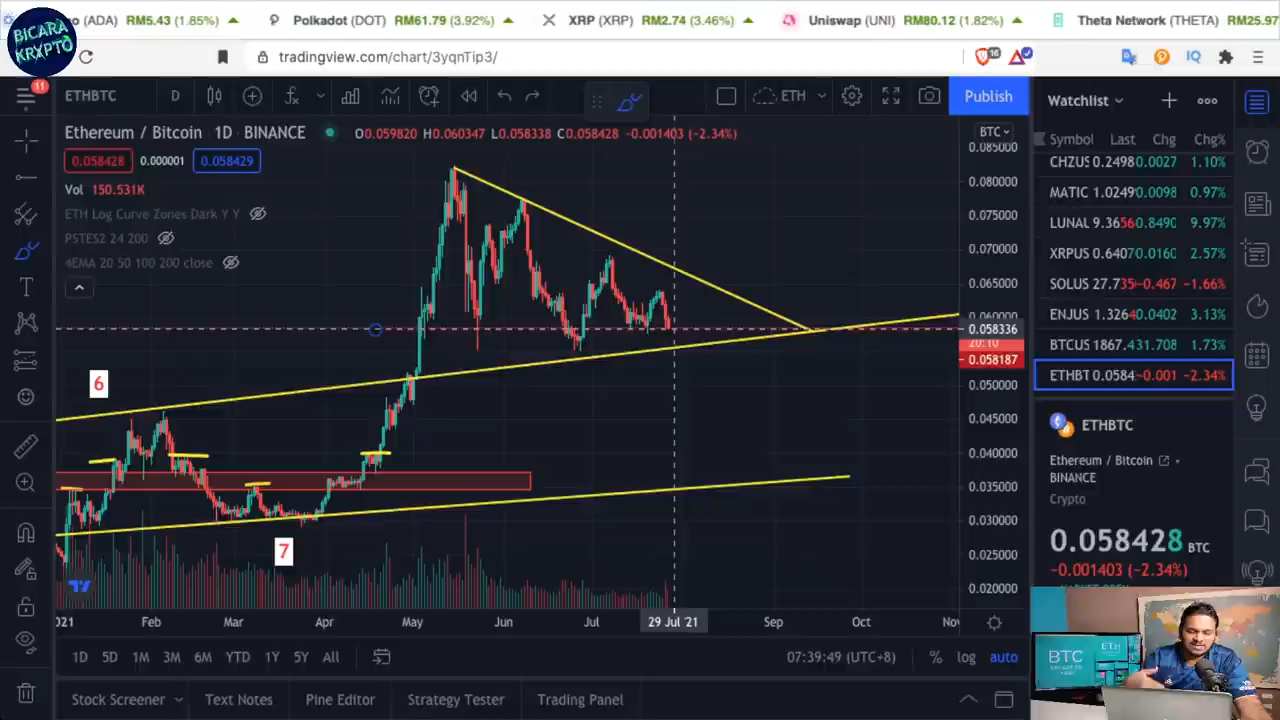 no (ADA) RM5.43 (1.85%) Polkadot (DOT) RM61.79 (3.92%) XRP (XRP) RM2.74 (3.46%) Uniswap (UNI) RM80.12 (1.82%) Theta Network (THETA) RM25.97
BICARA
KRXPTO
tradingview.com/chart/3yqnTip3/
16
11
ETHBTC D ETH Publish
Watchlist
Ethereum / Bitcoin 1D BINANCE O0.059820 H0.060347 L0.058338 C0.058428 -0.001403 (-2.34%)
BTC
0.058428 0.000001 0.058429
Vol 150.531K
ETH Log Curve Zones Dark Y Y
PSTES2 24 200
4EMA 20 50 100 200 close
6
7
0.085000
0.080000
0.075000
0.070000
0.065000
0.060000
0.058336
20:10
0.058187
0.050000
0.045000
0.040000
0.035000
0.030000
0.025000
0.020000
Symbol Last Chg Chg%
CHZUS 0.2498 0.0027 1.10%
MATIC 1.0249 0.0098 0.97%
LUNAL 9.3656 0.8490 9.97%
XRPUS 0.6407 0.0160 2.57%
SOLUS 27.735 -0.467 -1.66%
ENJUS 1.3264 0.0402 3.13%
BTCUS 1867. 431.708 1.73%
ETHBT 0.0584 -0.001 -2.34%
ETHBTC
Ethereum / Bitcoin
BINANCE
Crypto
0.058428 BTC
-0.001403 (-2.34%)
021 Feb Mar Apr May Jun Jul 29 Jul '21 Sep Oct Nov
1D 5D 1M 3M 6M YTD 1Y 5Y All 07:39:49 (UTC+8) % log auto
Stock Screener Text Notes Pine Editor Strategy Tester Trading Panel
BTC
ETH